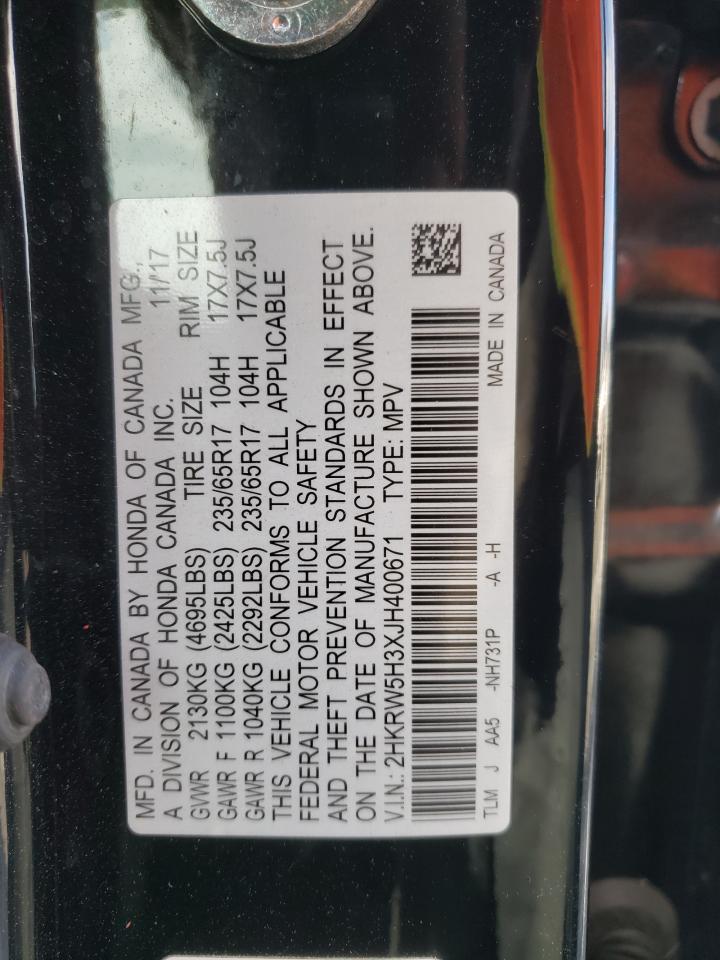 MFD. IN CANADA BY HONDA OF CANADA MFG.,
A DIVISION OF HONDA CANADA INC. 11/17
GVWR 2130KG (4695LBS) TIRE SIZE RIM SIZE
GAWR F 1100KG (2425LBS) 235/65R17 104H 17X7.5J
GAWR R 1040KG (2292LBS) 235/65R17 104H 17X7.5J
THIS VEHICLE CONFORMS TO ALL APPLICABLE
FEDERAL MOTOR VEHICLE SAFETY
AND THEFT PREVENTION STANDARDS IN EFFECT
ON THE DATE OF MANUFACTURE SHOWN ABOVE.
V.I.N.: 2HKRW5H3XJH400671 TYPE: MPV
TLM J AA5 -NH731P -A -H MADE IN CANADA